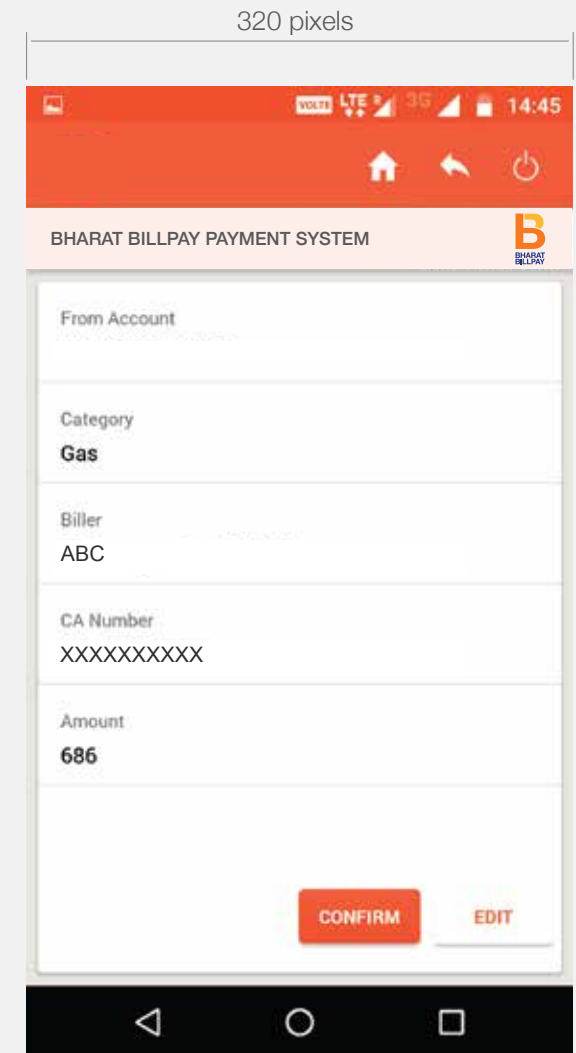 320 pixels
VOLTE LTE R 3G 14:45
BHARAT BILLPAY PAYMENT SYSTEM
B
BHARAT
BILLPAY
From Account
Category
Gas
Biller
ABC
CA Number
XXXXXXXXXX
Amount
686
CONFIRM EDIT